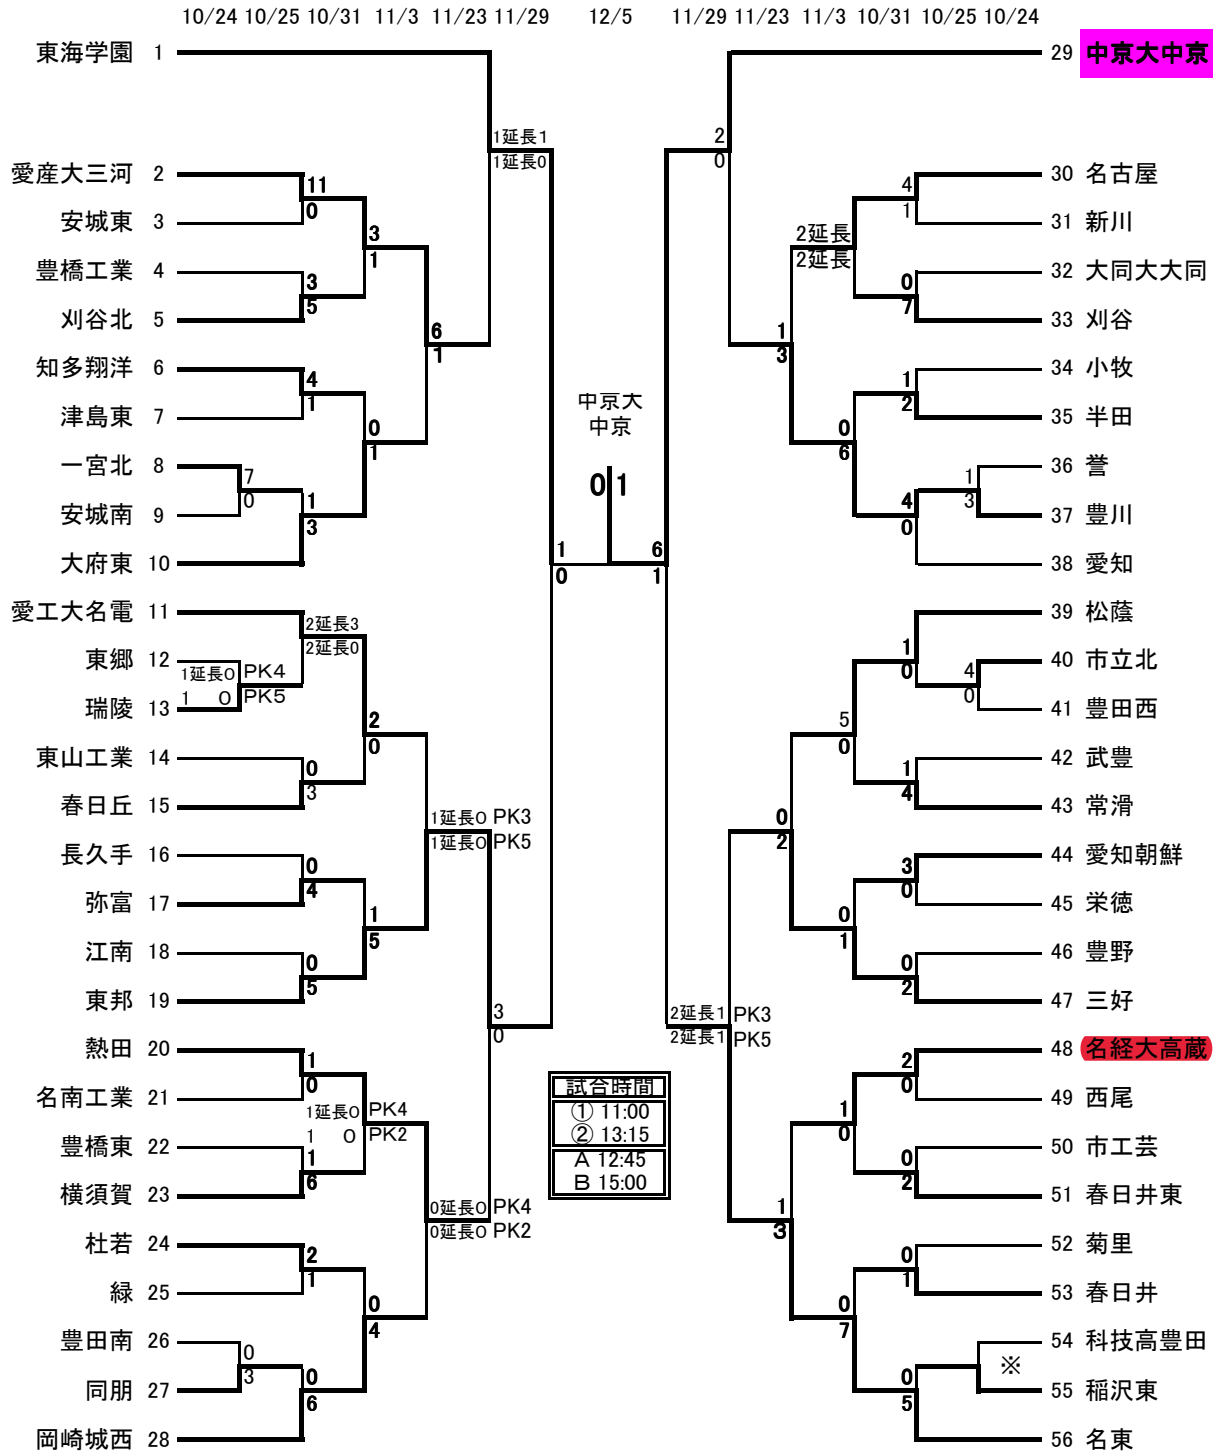 10/24 10/25 10/31 11/3 11/23 11/29 12/5 11/29 11/23 11/3 10/31 10/25 10/24
東海学園 1
愛産大三河 2
安城東 3
豊橋工業 4
刈谷北 5
知多翔洋 6
津島東 7
一宮北 8
安城南 9
大府東 10
愛工大名電 11
東郷 12
瑞陵 13
東山工業 14
春日丘 15
長久手 16
弥富 17
江南 18
東邦 19
熱田 20
名南工業 21
豊橋東 22
横須賀 23
杜若 24
緑 25
豊田南 26
同朋 27
岡崎城西 28
11
0
3
5
4
1
7
0
1
3
2延長3
2延長0
1延長0 PK4
1 0 PK5
0
3
0
4
0
5
1
0
1
6
2
1
0
3
0
6
3
1
0
1
2
0
1
5
1延長0 PK4
1 0 PK2
0
4
6
1
1延長0 PK3
1延長0 PK5
0延長0 PK4
0延長0 PK2
1延長1
1延長0
3
0
1
0
中京大
中京
0 1
6
1
試合時間
① 11:00
② 13:15
A 12:45
B 15:00
2
0
2延長1 PK3
2延長1 PK5
1
3
0
2
1
3
2延長
2延長
0
6
5
0
0
1
1
0
0
7
4
1
0
7
1
2
4
0
1
3
1
0
4
0
1
4
3
0
0
2
2
0
0
2
0
1
0
5
※
29 中京大中京
30 名古屋
31 新川
32 大同大大同
33 刈谷
34 小牧
35 半田
36 誉
37 豊川
38 愛知
39 松蔭
40 市立北
41 豊田西
42 武豊
43 常滑
44 愛知朝鮮
45 栄徳
46 豊野
47 三好
48 名経大高蔵
49 西尾
50 市工芸
51 春日井東
52 菊里
53 春日井
54 科技高豊田
55 稲沢東
56 名東